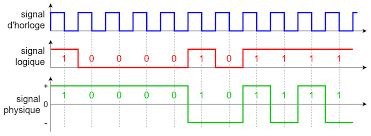 signal
d'horloge
signal
logique
1 0 0 0 0 1 0 1 1 1 1
+
1 0 0 0 0 1 0 1 1 1 1
signal
0
physique
-